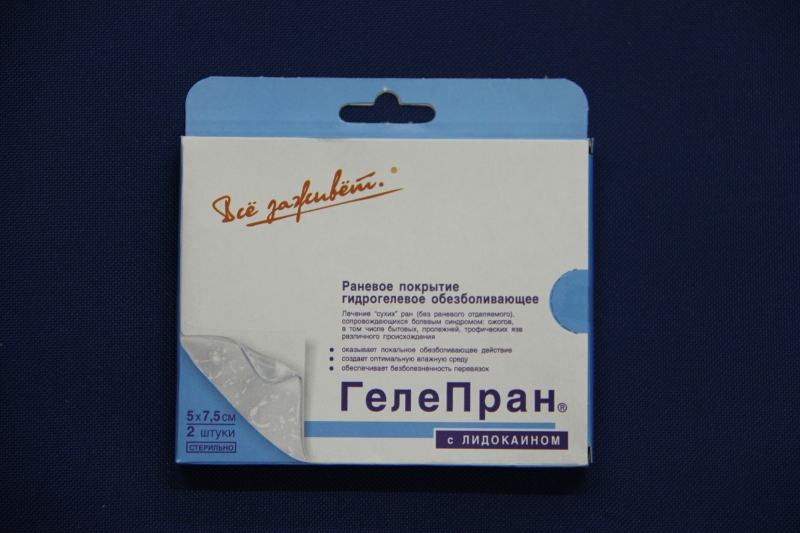 Всё заживёт.®
Раневое покрытие
гидрогелевое обезболивающее
Лечение "сухих" ран (без раневого отделяемого),
сопровождающихся болевым синдромом: ожогов,
в том числе бытовых, пролежней, трофических язв
различного происхождения
• оказывает локальное обезболивающее действие
• создает оптимальную влажную среду
• обеспечивает безболезненность перевязок
ГелеПран®
с ЛИДОКАИНОМ
5х7,5см
2 штуки
СТЕРИЛЬНО